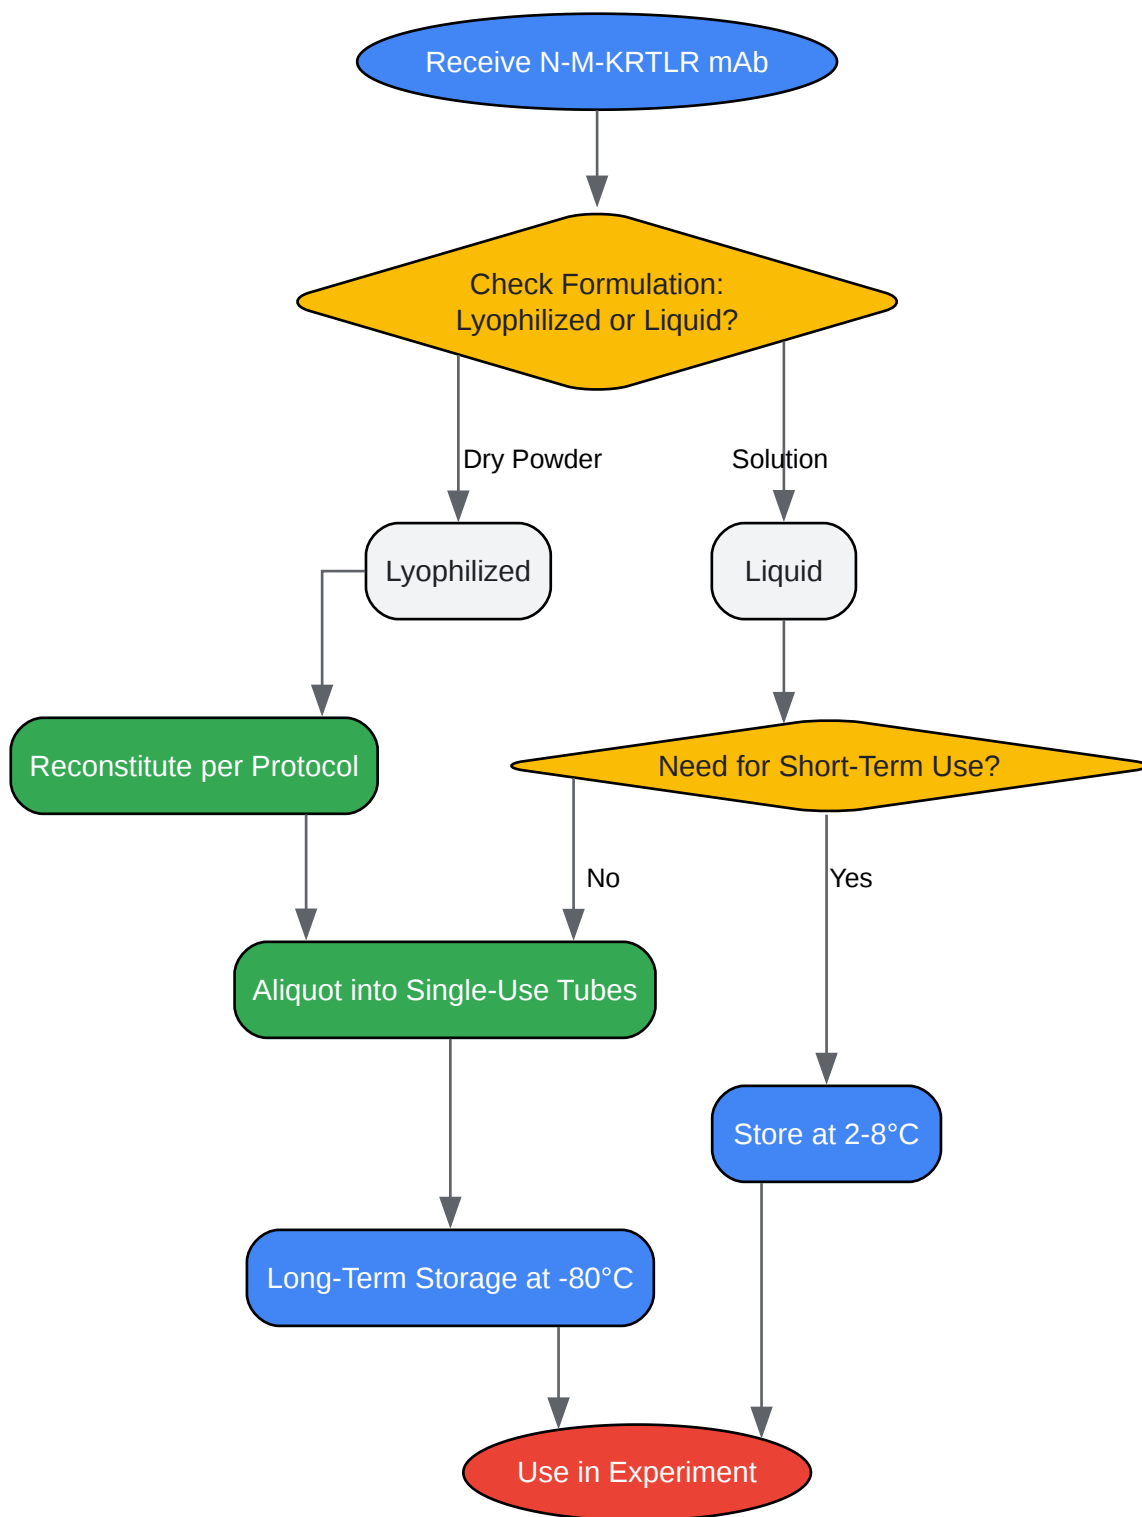 Receive N-M-KRTLR mAb
Check Formulation:
Lyophilized or Liquid?
Dry Powder
Solution
Lyophilized
Liquid
Reconstitute per Protocol
Need for Short-Term Use?
No
Yes
Aliquot into Single-Use Tubes
Store at 2-8°C
Long-Term Storage at -80°C
Use in Experiment